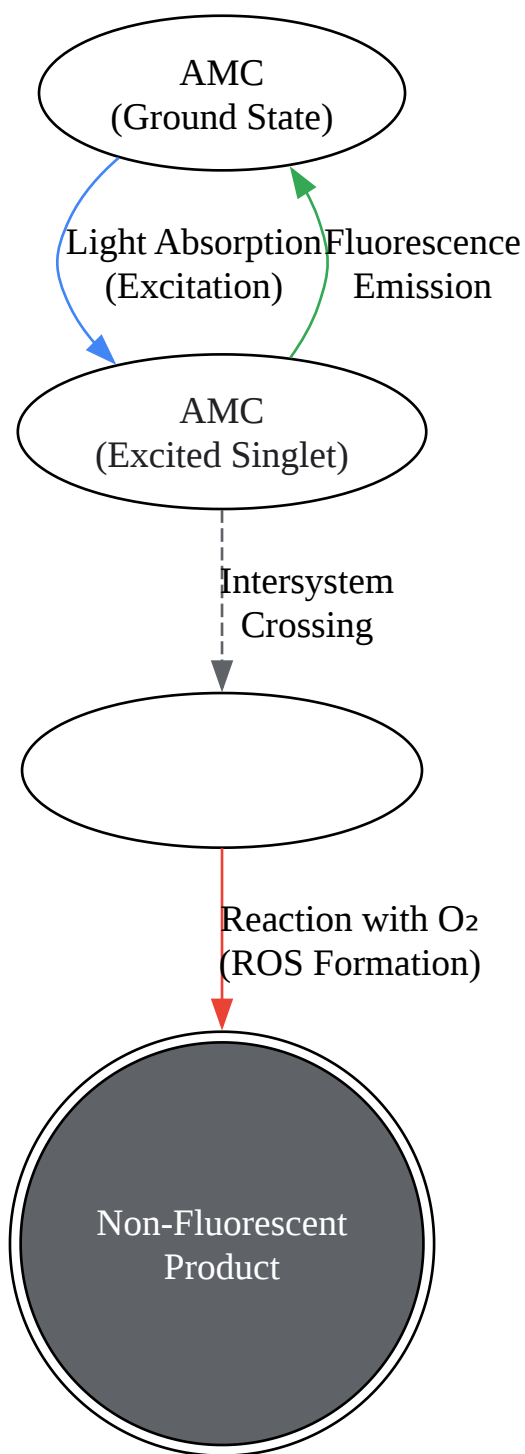 AMC
(Ground State)
Light Absorption
(Excitation)
Fluorescence
Emission
AMC
(Excited Singlet)
Intersystem
Crossing
Reaction with O₂
(ROS Formation)
Non-Fluorescent
Product